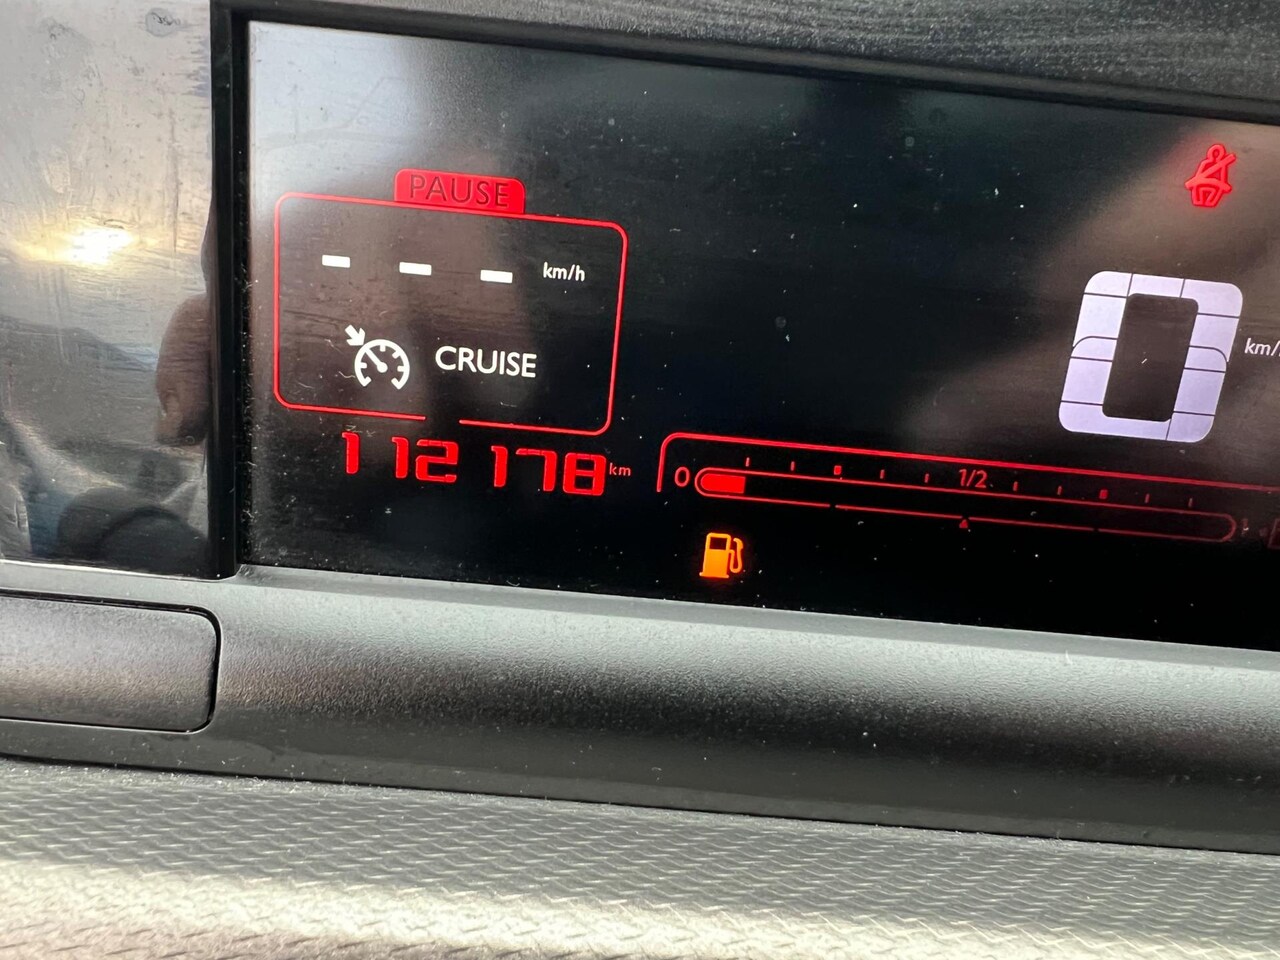 PAUSE
- - - km/h
CRUISE
0 km/h
112 178 km
0 1/2